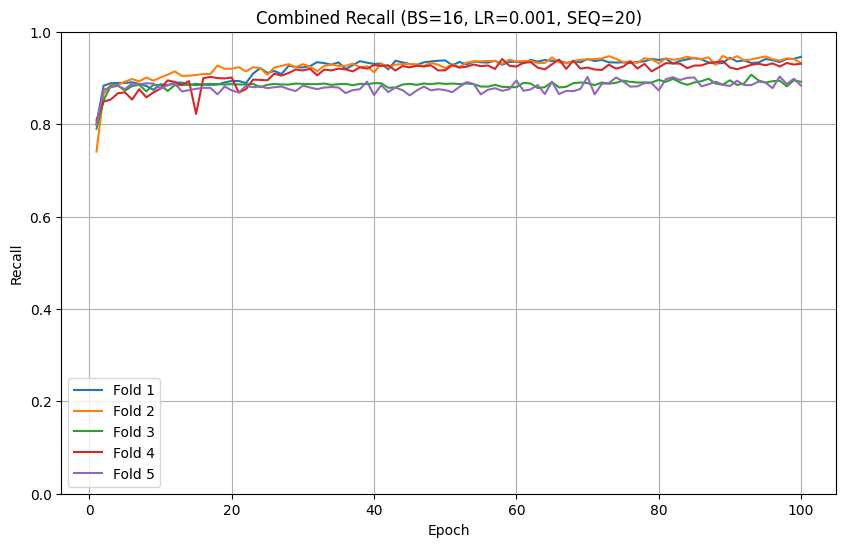 Combined Recall (BS=16, LR=0.001, SEQ=20)
1.0
0.8
0.6
0.4
0.2
0.0
Recall
Fold 1
Fold 2
Fold 3
Fold 4
Fold 5
0 20 40 60 80 100
Epoch